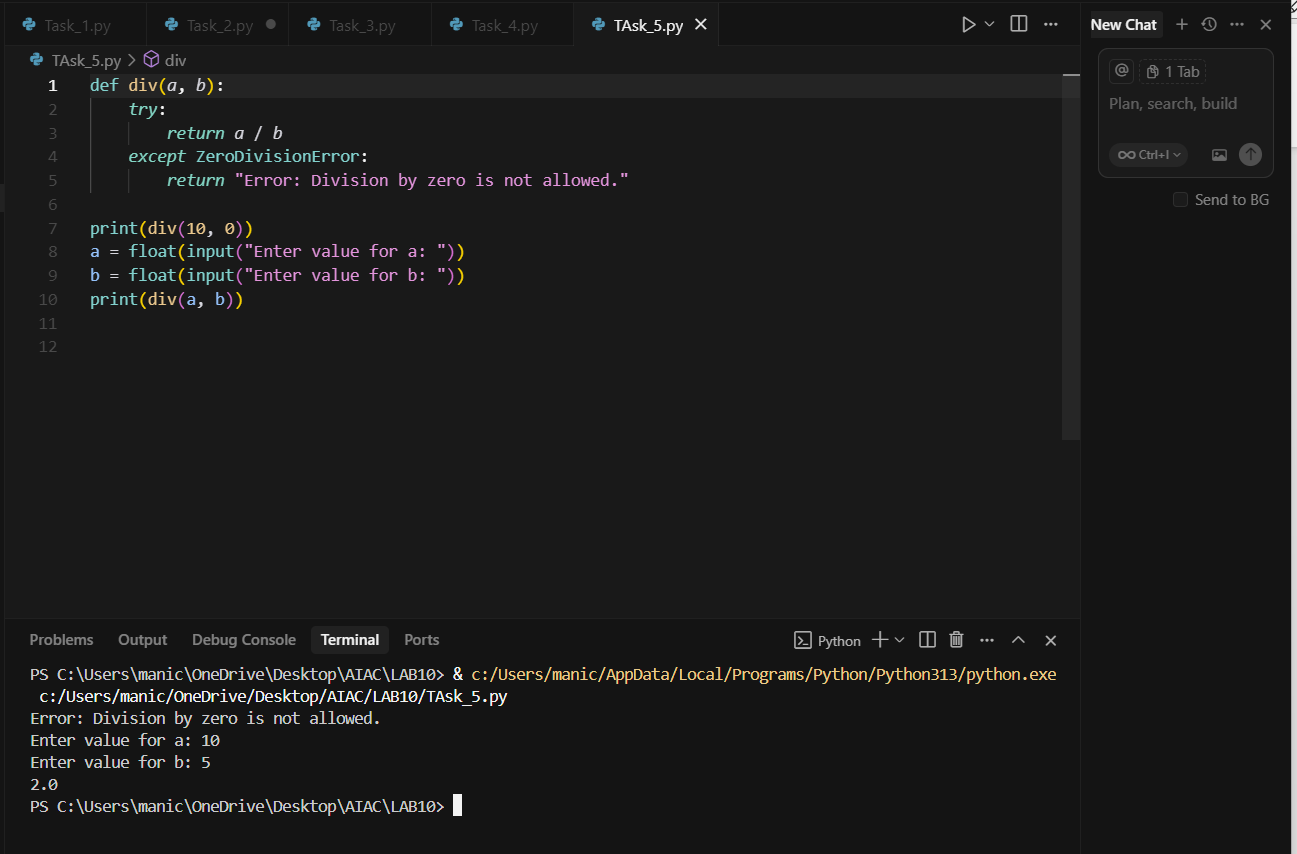 Task_1.py Task_2.py Task_3.py Task_4.py TAsk_5.py
TAsk_5.py > div
1 def div(a, b):
2     try:
3         return a / b
4     except ZeroDivisionError:
5         return "Error: Division by zero is not allowed."
6
7 print(div(10, 0))
8 a = float(input("Enter value for a: "))
9 b = float(input("Enter value for b: "))
10 print(div(a, b))
11
12
New Chat
@ 1 Tab
Plan, search, build
∞ Ctrl+I
Send to BG
Problems Output Debug Console Terminal Ports Python
PS C:\Users\manic\OneDrive\Desktop\AIAC\LAB10> & c:/Users/manic/AppData/Local/Programs/Python/Python313/python.exe
c:/Users/manic/OneDrive/Desktop/AIAC/LAB10/TAsk_5.py
Error: Division by zero is not allowed.
Enter value for a: 10
Enter value for b: 5
2.0
PS C:\Users\manic\OneDrive\Desktop\AIAC\LAB10>